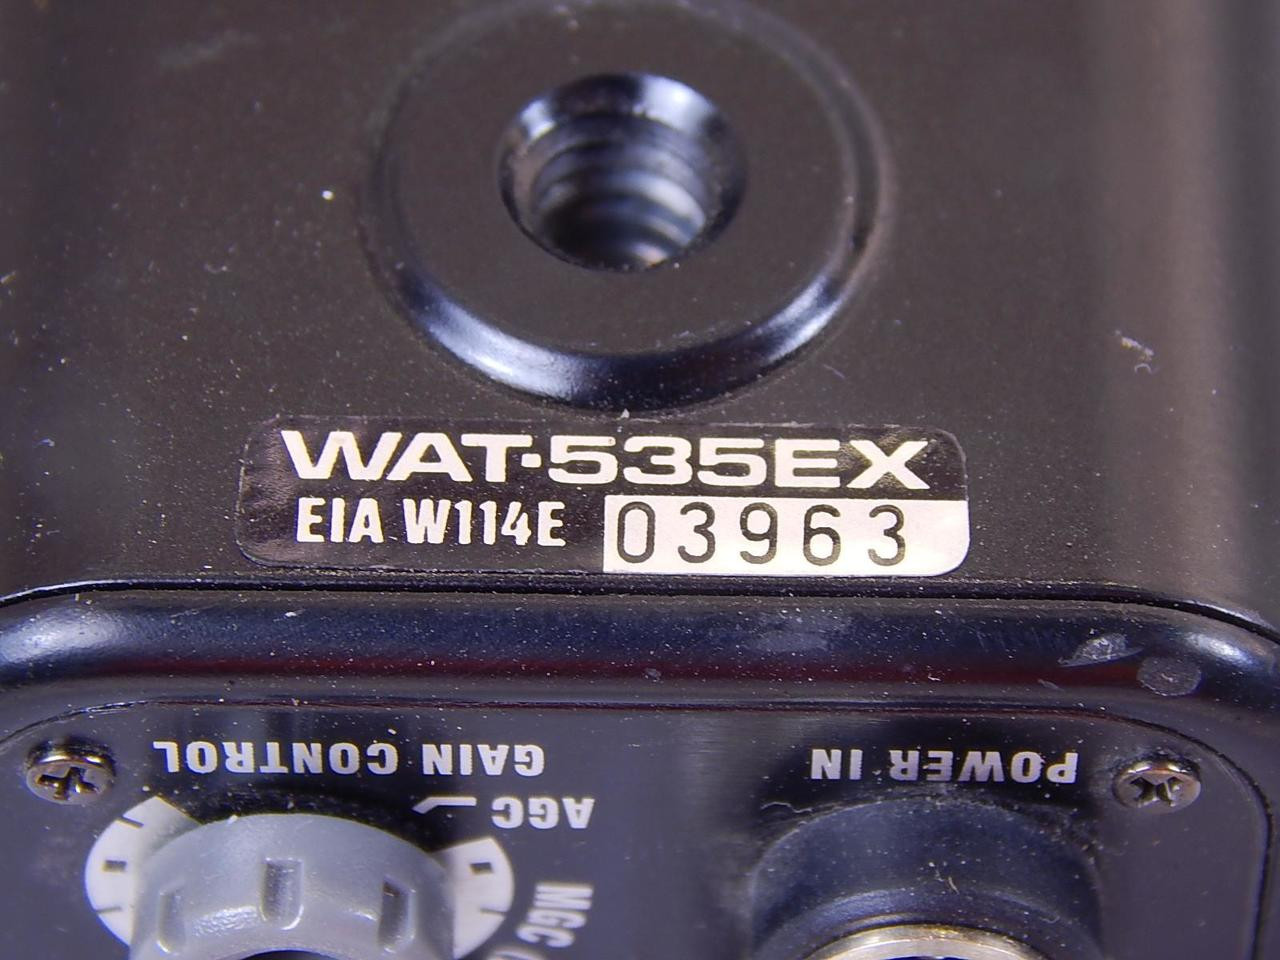 WAT-535EX
EIA W114E 03963
GAIN CONTROL
POWER IN
AGC
MGC